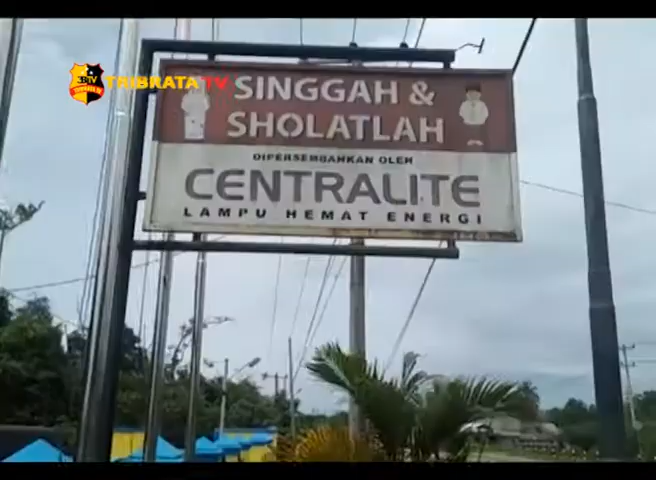 TRIBRATA TV
SINGGAH &
SHOLATLAH
DIPERSEMBAHKAN OLEH
CENTRALITE
LAMPU HEMAT ENERGI